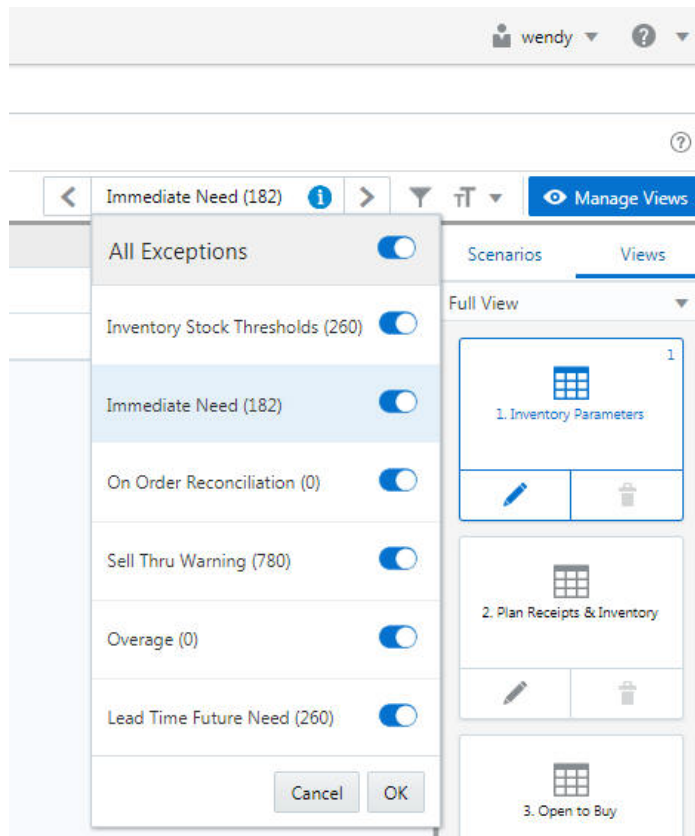 wendy
Immediate Need (182)
Manage Views
All Exceptions
Inventory Stock Thresholds (260)
Immediate Need (182)
On Order Reconciliation (0)
Sell Thru Warning (780)
Overage (0)
Lead Time Future Need (260)
Cancel OK
Scenarios Views
Full View
1
1. Inventory Parameters
2. Plan Receipts & Inventory
3. Open to Buy